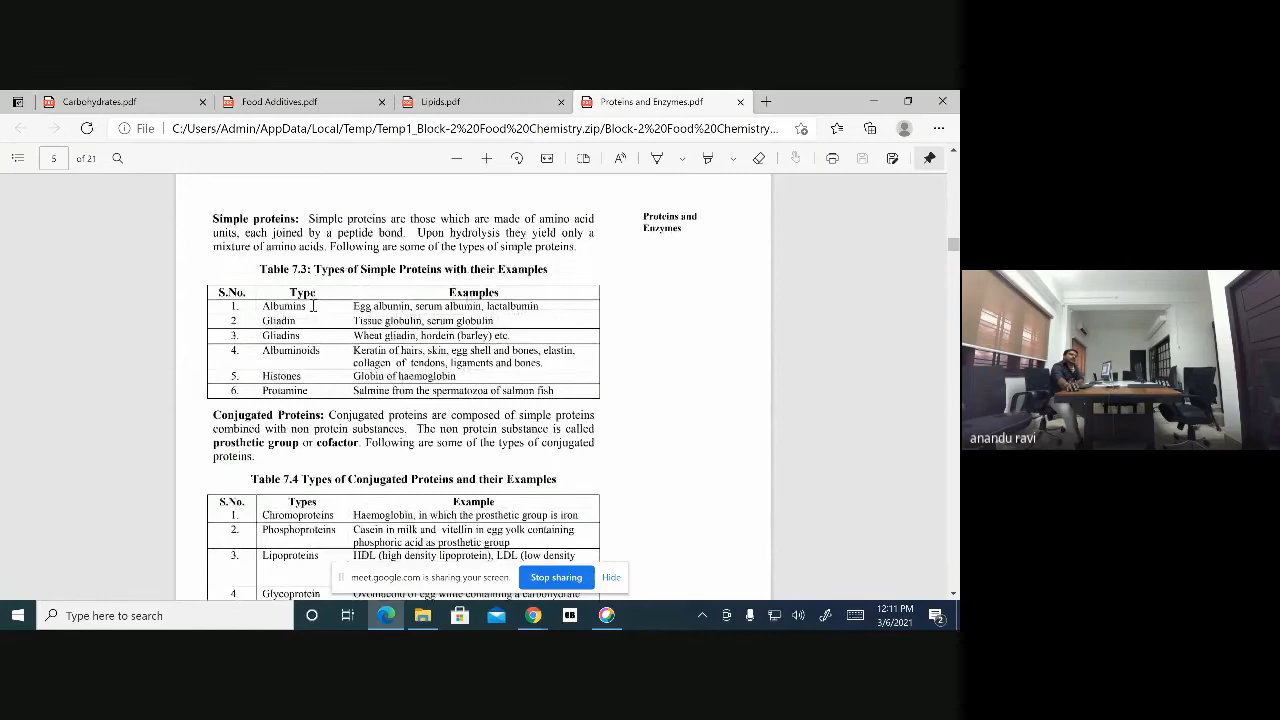 Carbohydrates.pdf
Food Additives.pdf
Lipids.pdf
Proteins and Enzymes.pdf
File
C:/Users/Admin/AppData/Local/Temp/Temp1_Block-2%20Food%20Chemistry.zip/Block-2%20Food%20Chemistry...
5 of 21
Simple proteins: Simple proteins are those which are made of amino acid
units, each joined by a peptide bond. Upon hydrolysis they yield only a
mixture of amino acids. Following are some of the types of simple proteins.
Proteins and
Enzymes
Table 7.3: Types of Simple Proteins with their Examples
S.No. Type Examples
1. Albumins Egg albumin, serum albumin, lactalbumin
2. Gliadin Tissue globulin, serum globulin
3. Gliadins Wheat gliadin, hordein (barley) etc.
4. Albuminoids Keratin of hairs, skin, egg shell and bones, elastin,
collagen of tendons, ligaments and bones.
5. Histones Globin of haemoglobin
6. Protamine Salmine from the spermatozoa of salmon fish
Conjugated Proteins: Conjugated proteins are composed of simple proteins
combined with non protein substances. The non protein substance is called
prosthetic group or cofactor. Following are some of the types of conjugated
proteins.
Table 7.4 Types of Conjugated Proteins and their Examples
S.No. Types Example
1. Chromoproteins Haemoglobin, in which the prosthetic group is iron
2. Phosphoproteins Casein in milk and vitellin in egg yolk containing
phosphoric acid as prosthetic group
3. Lipoproteins HDL (high density lipoprotein), LDL (low density
meet.google.com is sharing your screen. Stop sharing Hide
4. Glycoprotein Ovomucoid of egg white containing a carbohydrate
Type here to search
12:11 PM
3/6/2021
2
anandu ravi